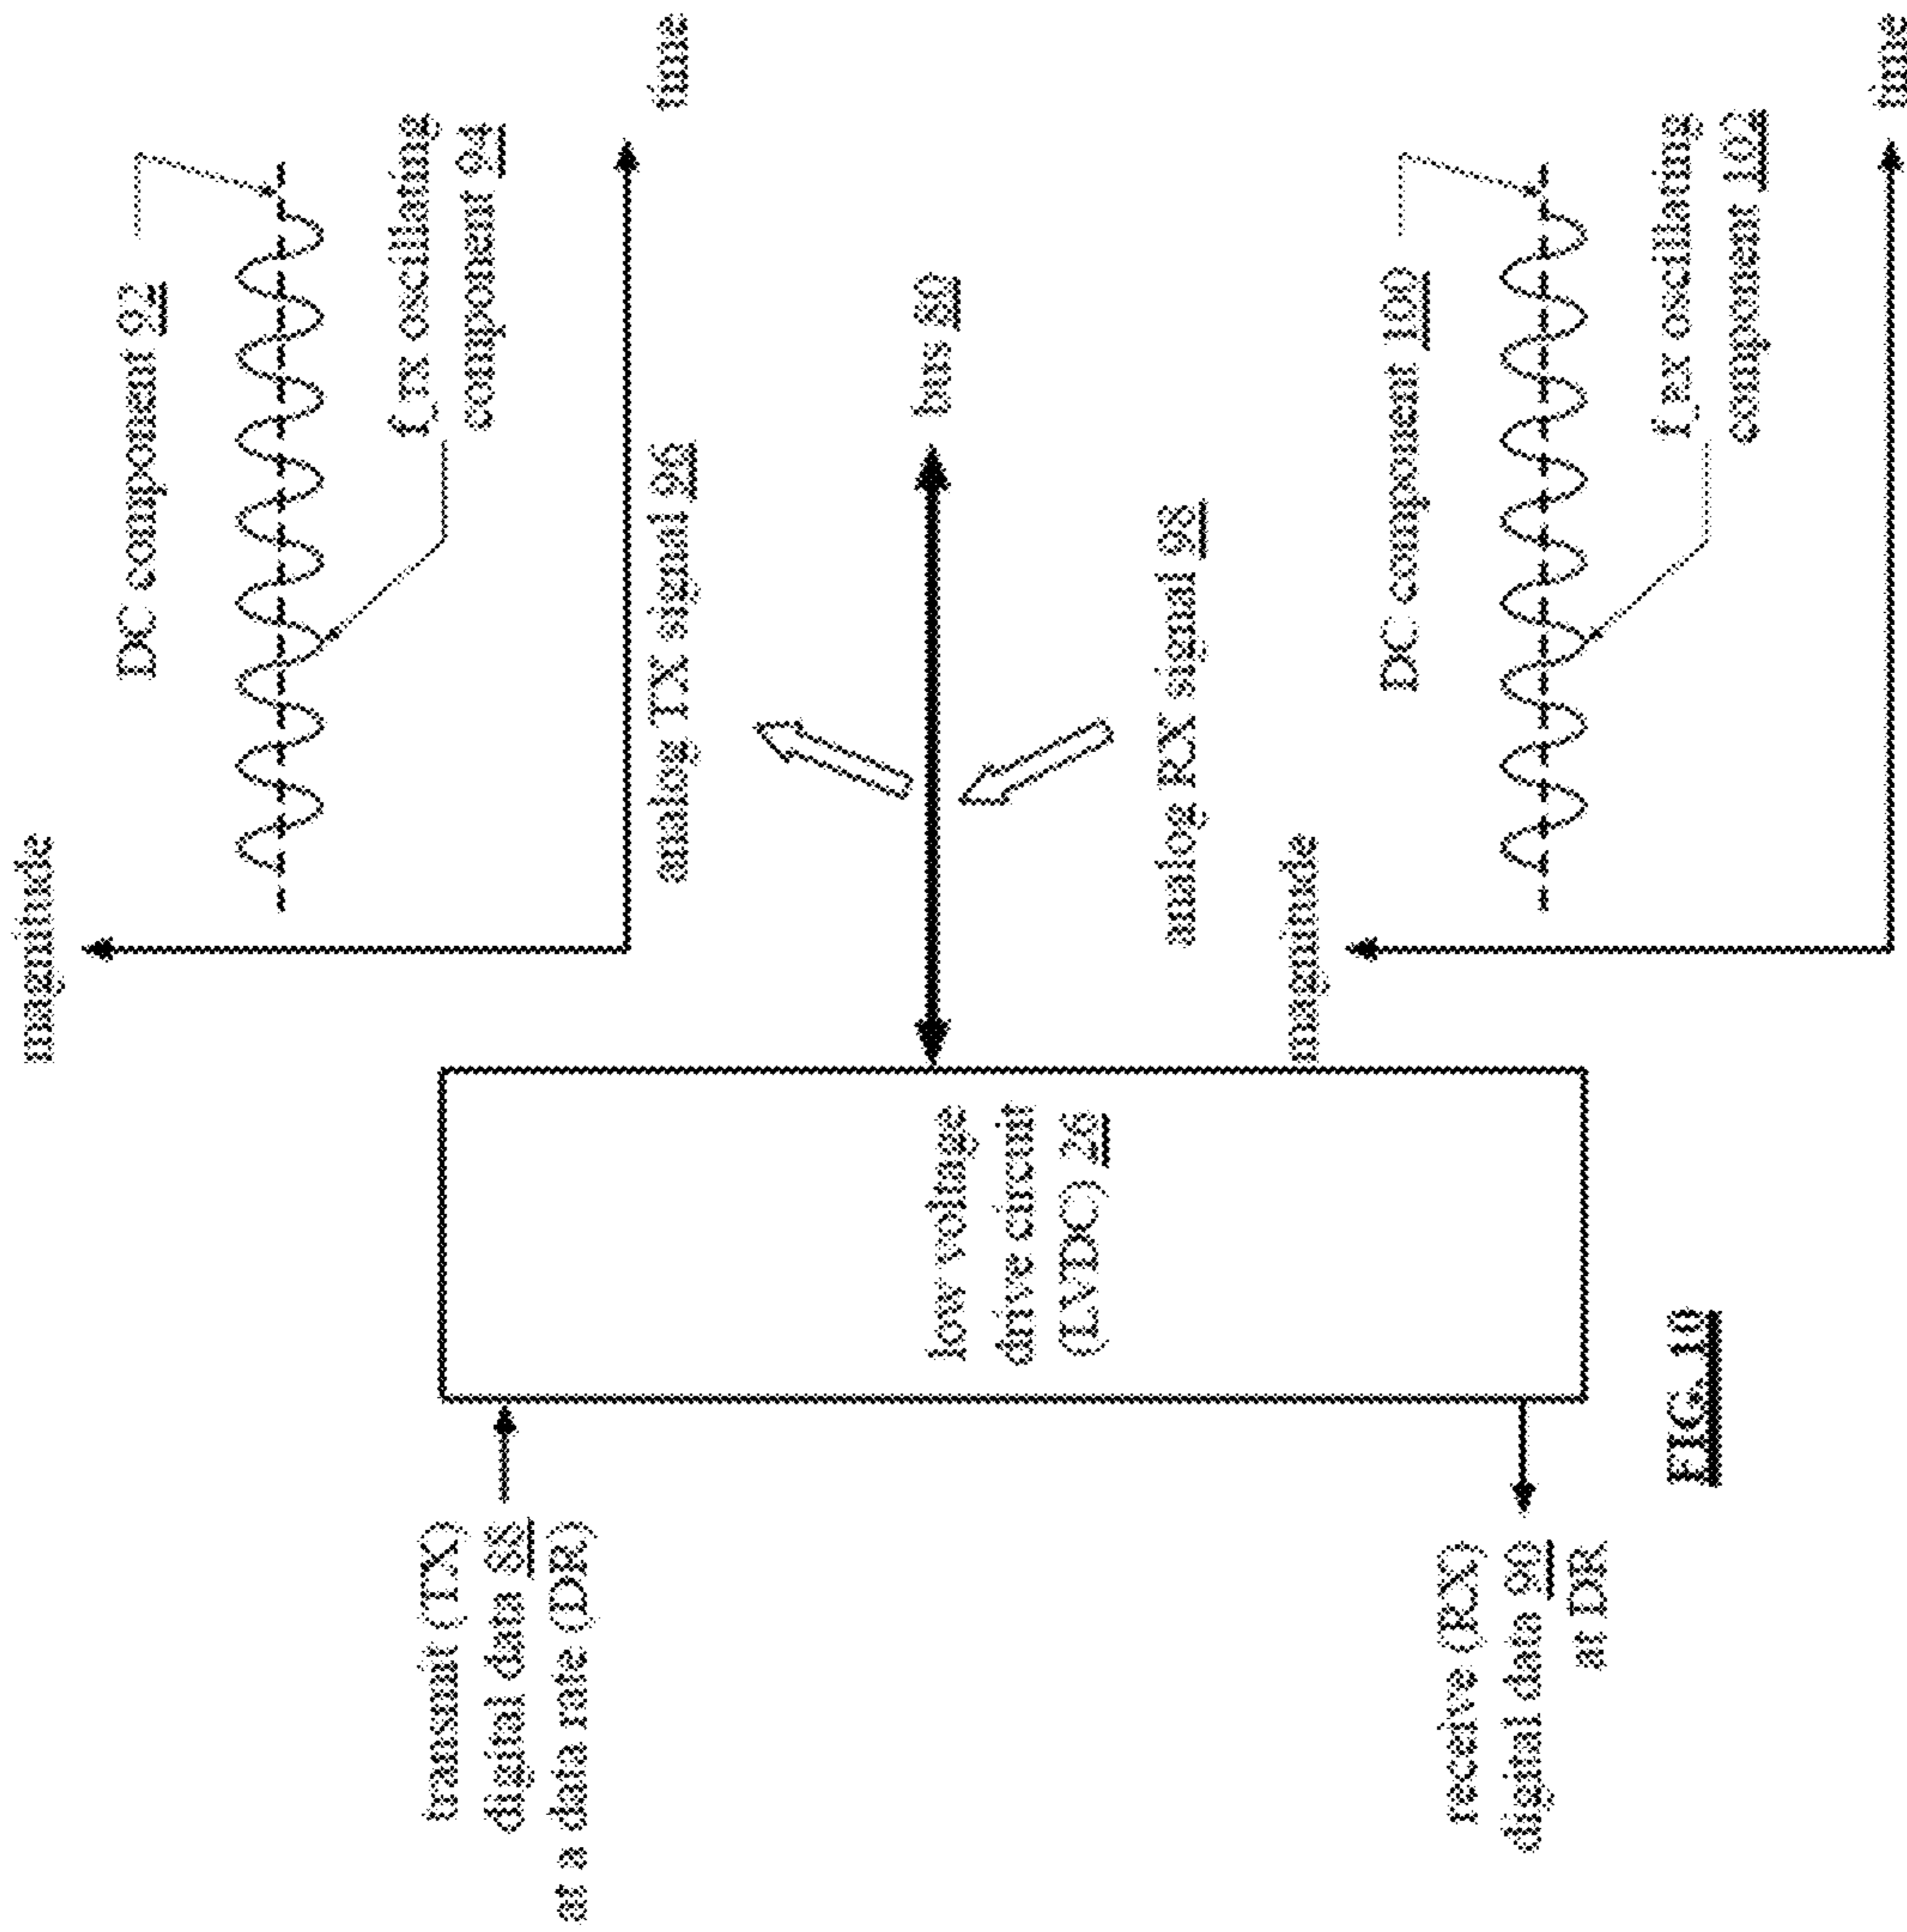 magnitude
DC component 92
f_rx oscillating
component 94
time
transmit (TX)
digital data 88
at a data rate (DR)
analog TX signal 96
low voltage
drive circuit
(LVDC) 26
bus 80
analog RX signal 98
magnitude
DC component 100
receive (RX)
digital data 90
at DR
f_rx oscillating
component 102
time
FIG. 10